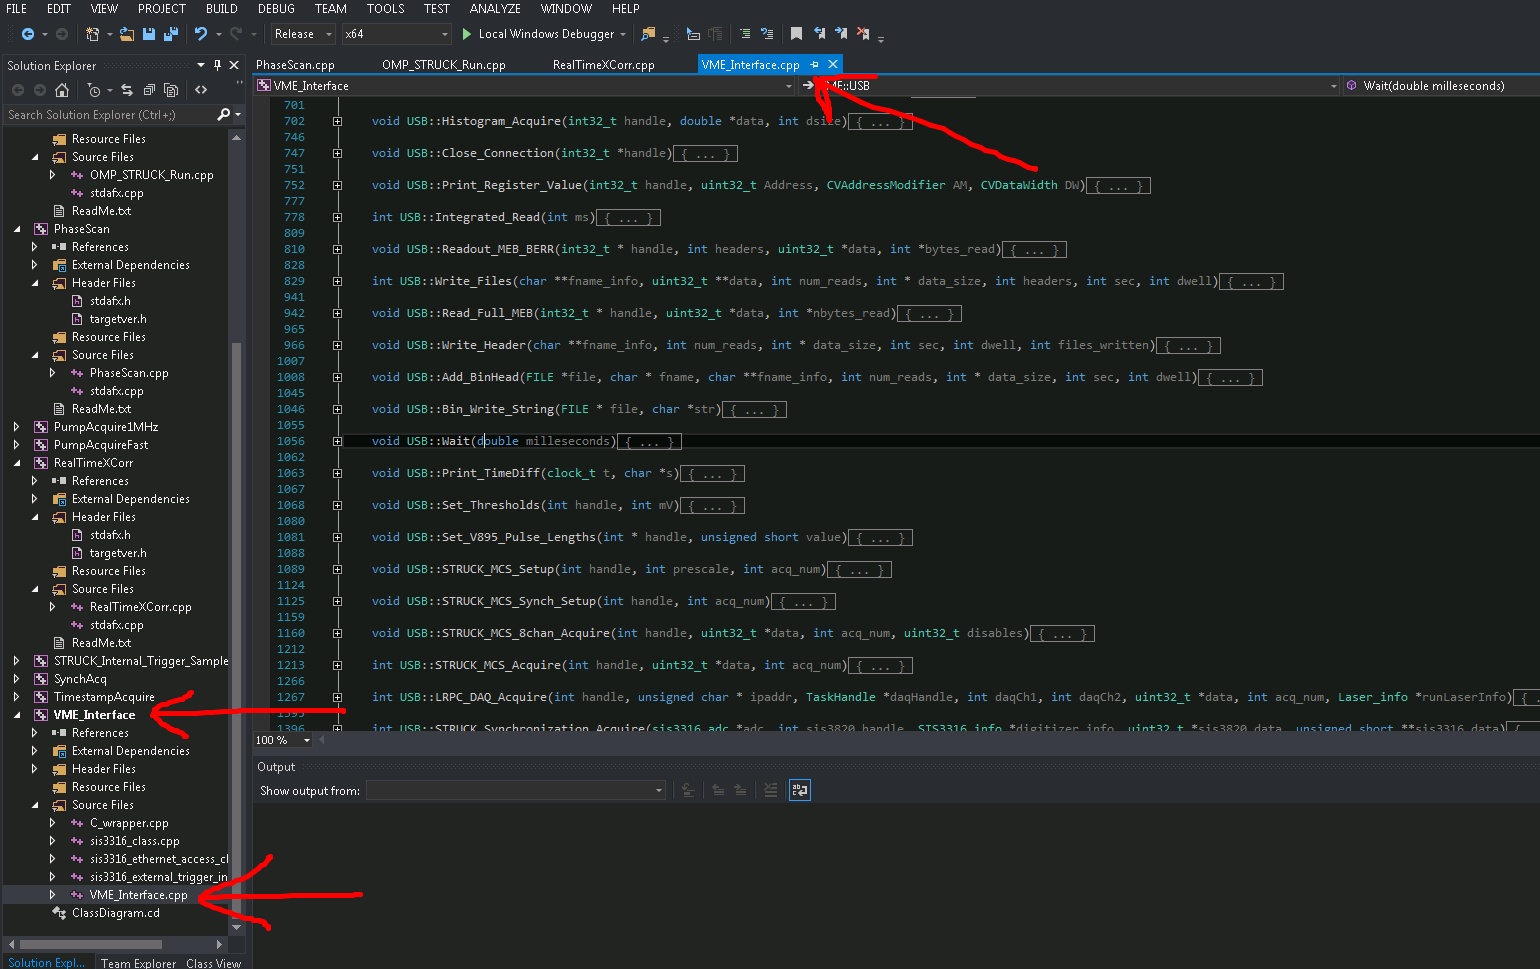 FILE EDIT VIEW PROJECT BUILD DEBUG TEAM TOOLS TEST ANALYZE WINDOW HELP
Release x64 Local Windows Debugger
Solution Explorer
Search Solution Explorer (Ctrl+;)
Resource Files
Source Files
OMP_STRUCK_Run.cpp
stdafx.cpp
ReadMe.txt
PhaseScan
References
External Dependencies
Header Files
stdafx.h
targetver.h
Resource Files
Source Files
PhaseScan.cpp
stdafx.cpp
ReadMe.txt
PumpAcquire1MHz
PumpAcquireFast
RealTimeXCorr
References
External Dependencies
Header Files
stdafx.h
targetver.h
Resource Files
Source Files
RealTimeXCorr.cpp
stdafx.cpp
ReadMe.txt
STRUCK_Internal_Trigger_Sample
SynchAcq
TimestampAcquire
VME_Interface
References
External Dependencies
Header Files
Resource Files
Source Files
C_wrapper.cpp
sis3316_class.cpp
sis3316_ethernet_access_cl
sis3316_external_trigger_in
VME_Interface.cpp
ClassDiagram.cd
Solution Expl... Team Explorer Class View
PhaseScan.cpp OMP_STRUCK_Run.cpp RealTimeXCorr.cpp VME_Interface.cpp
VME_Interface ::USB Wait(double milleseconds)
701
702 void USB::Histogram_Acquire(int32_t handle, double *data, int dsize){ ... }
746
747 void USB::Close_Connection(int32_t *handle){ ... }
751
752 void USB::Print_Register_Value(int32_t handle, uint32_t Address, CVAddressModifier AM, CVDataWidth DW){ ... }
777
778 int USB::Integrated_Read(int ms){ ... }
809
810 void USB::Readout_MEB_BERR(int32_t * handle, int headers, uint32_t *data, int *bytes_read){ ... }
828
829 int USB::Write_Files(char **fname_info, uint32_t **data, int num_reads, int * data_size, int headers, int sec, int dwell){ ... }
941
942 void USB::Read_Full_MEB(int32_t * handle, uint32_t *data, int *nbytes_read){ ... }
965
966 void USB::Write_Header(char **fname_info, int num_reads, int * data_size, int sec, int dwell, int files_written){ ... }
1007
1008 void USB::Add_BinHead(FILE *file, char * fname, char **fname_info, int num_reads, int * data_size, int sec, int dwell){ ... }
1045
1046 void USB::Bin_Write_String(FILE * file, char *str){ ... }
1055
1056 void USB::Wait(double milleseconds){ ... }
1062
1063 void USB::Print_TimeDiff(clock_t t, char *s){ ... }
1067
1068 void USB::Set_Thresholds(int handle, int mV){ ... }
1080
1081 void USB::Set_V895_Pulse_Lengths(int * handle, unsigned short value){ ... }
1088
1089 void USB::STRUCK_MCS_Setup(int handle, int prescale, int acq_num){ ... }
1124
1125 void USB::STRUCK_MCS_Synch_Setup(int handle, int acq_num){ ... }
1159
1160 void USB::STRUCK_MCS_8chan_Acquire(int handle, uint32_t *data, int acq_num, uint32_t disables){ ... }
1212
1213 int USB::STRUCK_MCS_Acquire(int handle, uint32_t *data, int acq_num){ ... }
1266
1267 int USB::LRPC_DAQ_Acquire(int handle, unsigned char * ipaddr, TaskHandle *daqHandle, int daqCh1, int daqCh2, uint32_t *data, int acq_num, Laser_info *runLaserInfo){ ..
1395
1396 int USB::STRUCK_Synchronization_Acquire(sis3316_adc *adc, int sis3820_handle, SIS3316_info *digitizer_info, uint32_t *sis3820_data, unsigned short **sis3316_data){
100 %
Output
Show output from: